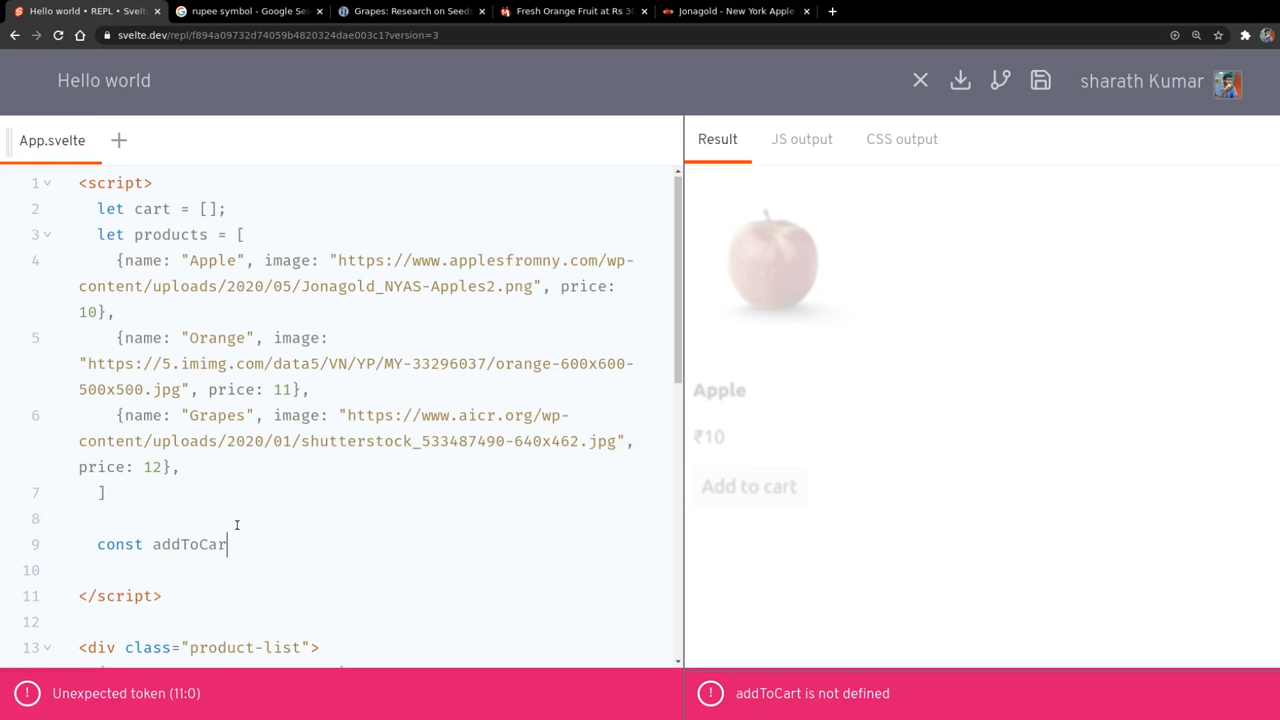 Hello world • REPL • Svelt
rupee symbol - Google Sea
Grapes: Research on Seeds
Fresh Orange Fruit at Rs 30
Jonagold - New York Apple
svelte.dev/repl/f894a09732d74059b4820324dae003c1?version=3
Hello world
sharath Kumar
App.svelte
Result JS output CSS output
1 <script>
2 let cart = [];
3 let products = [
4 {name: "Apple", image: "https://www.applesfromny.com/wp-
content/uploads/2020/05/Jonagold_NYAS-Apples2.png", price:
10},
5 {name: "Orange", image:
"https://5.imimg.com/data5/VN/YP/MY-33296037/orange-600x600-
500x500.jpg", price: 11},
6 {name: "Grapes", image: "https://www.aicr.org/wp-
content/uploads/2020/01/shutterstock_533487490-640x462.jpg",
price: 12},
7 ]
8
9 const addToCar
10
11 </script>
12
13 <div class="product-list">
Apple
₹10
Add to cart
Unexpected token (11:0)
addToCart is not defined